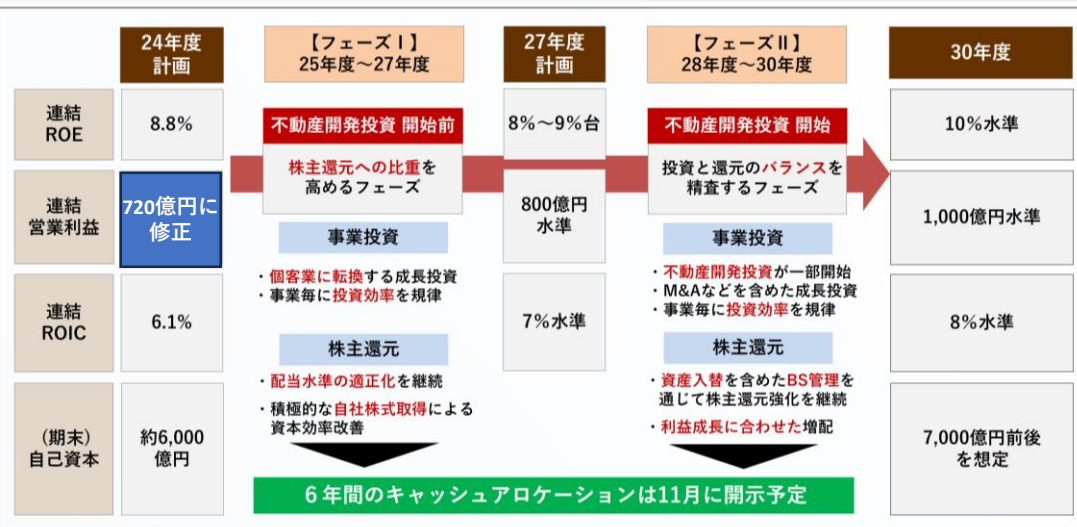 24年度
計画
【フェーズⅠ】
25年度～27年度
27年度
計画
【フェーズⅡ】
28年度～30年度
30年度
連結
ROE
8.8%
不動産開発投資 開始前
8%～9%台
不動産開発投資 開始
10%水準
株主還元への比重を
高めるフェーズ
投資と還元のバランスを
精査するフェーズ
連結
営業利益
720億円に
修正
800億円
水準
1,000億円水準
事業投資
・個客業に転換する成長投資
・事業毎に投資効率を規律
事業投資
・不動産開発投資が一部開始
・M&Aなどを含めた成長投資
・事業毎に投資効率を規律
連結
ROIC
6.1%
7%水準
8%水準
株主還元
・配当水準の適正化を継続
・積極的な自社株式取得による
資本効率改善
株主還元
・資産入替を含めたBS管理を
通じて株主還元強化を継続
・利益成長に合わせた増配
(期末)
自己資本
約6,000
億円
7,000億円前後
を想定
６年間のキャッシュアロケーションは11月に開示予定